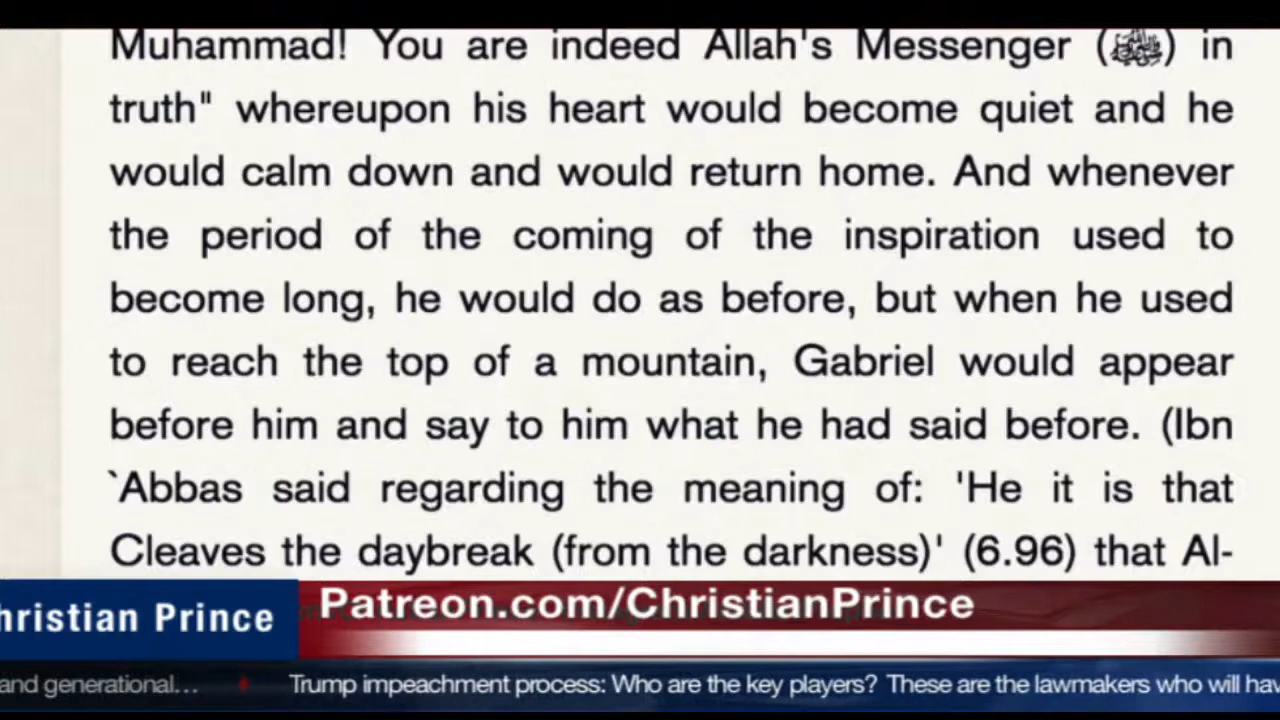 Muhammad! You are indeed Allah's Messenger (ﷺ) in
truth" whereupon his heart would become quiet and he
would calm down and would return home. And whenever
the period of the coming of the inspiration used to
become long, he would do as before, but when he used
to reach the top of a mountain, Gabriel would appear
before him and say to him what he had said before. (Ibn
`Abbas said regarding the meaning of: 'He it is that
Cleaves the daybreak (from the darkness)' (6.96) that Al-
hristian Prince
Patreon.com/ChristianPrince
and generational... Trump impeachment process: Who are the key players? These are the lawmakers who will hav